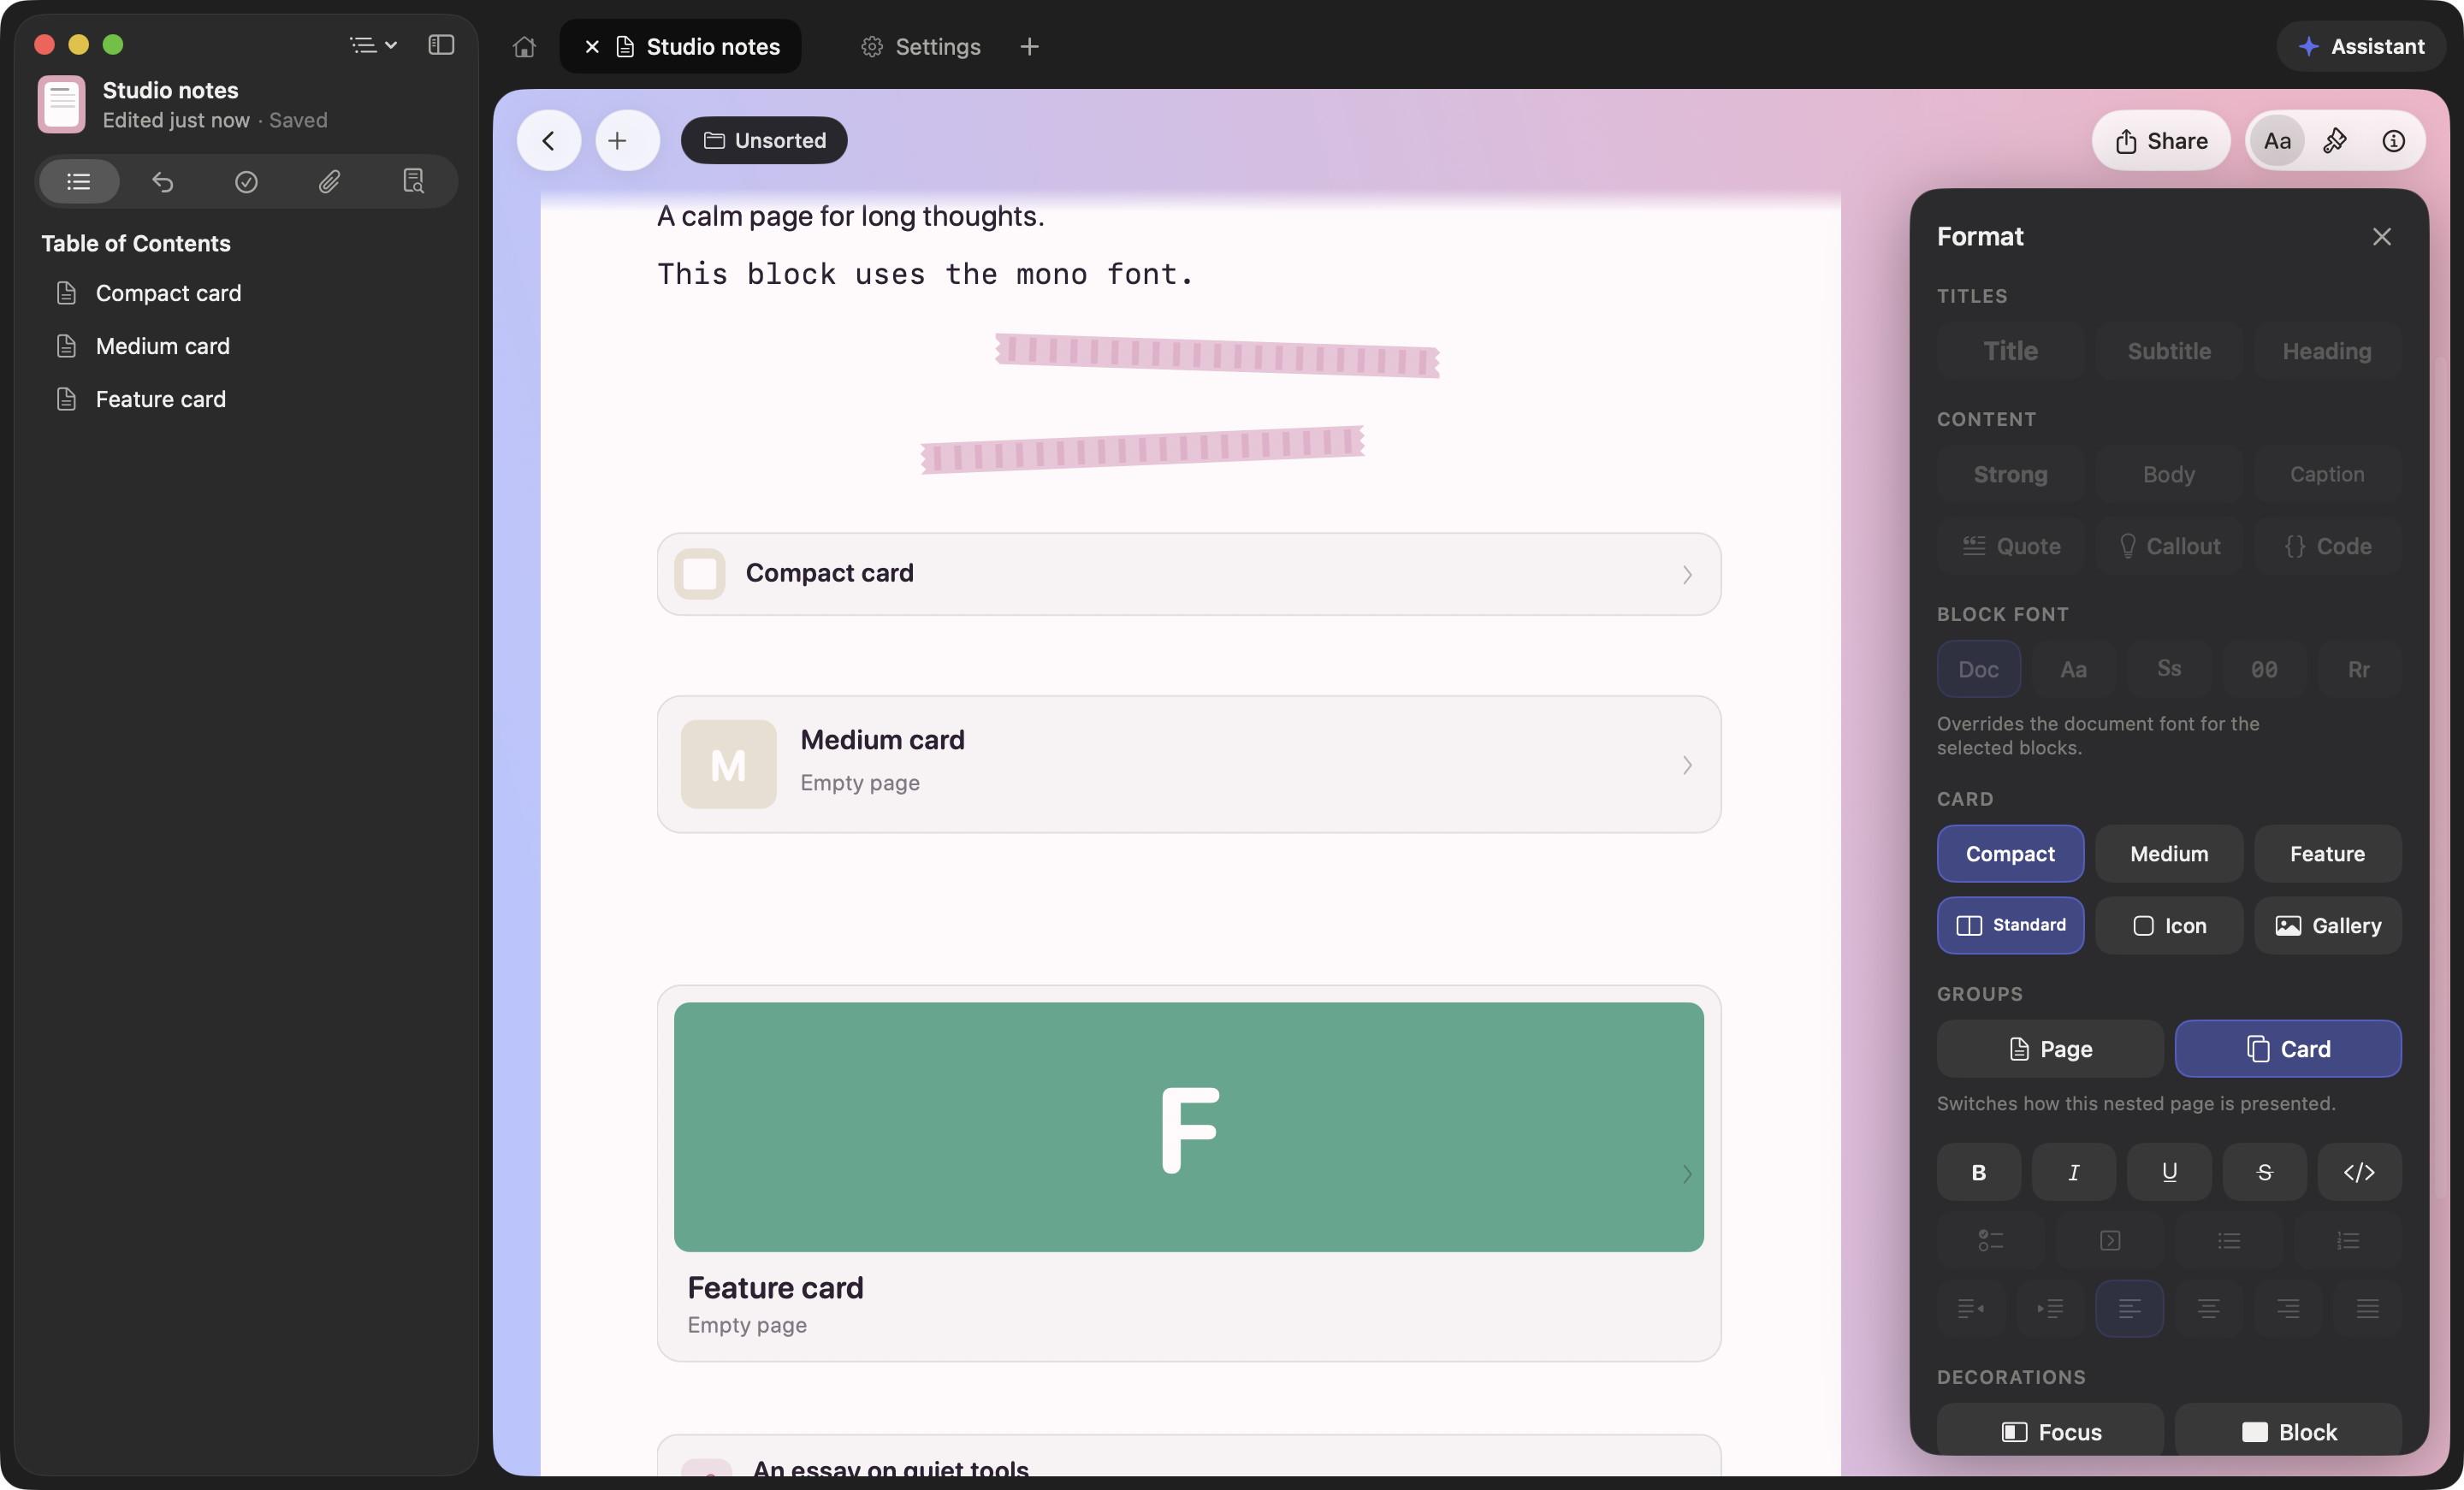 Studio notes
Edited just now · Saved
Table of Contents
Compact card
Medium card
Feature card
Studio notes
Settings
Assistant
Unsorted
Share
Aa
A calm page for long thoughts.
This block uses the mono font.
Compact card
M
Medium card
Empty page
F
Feature card
Empty page
An essay on quiet tools
Format
TITLES
Title Subtitle Heading
CONTENT
Strong Body Caption
Quote Callout {} Code
BLOCK FONT
Doc Aa Ss 00 Rr
Overrides the document font for the
selected blocks.
CARD
Compact Medium Feature
Standard Icon Gallery
GROUPS
Page Card
Switches how this nested page is presented.
B I U S </>
DECORATIONS
Focus Block